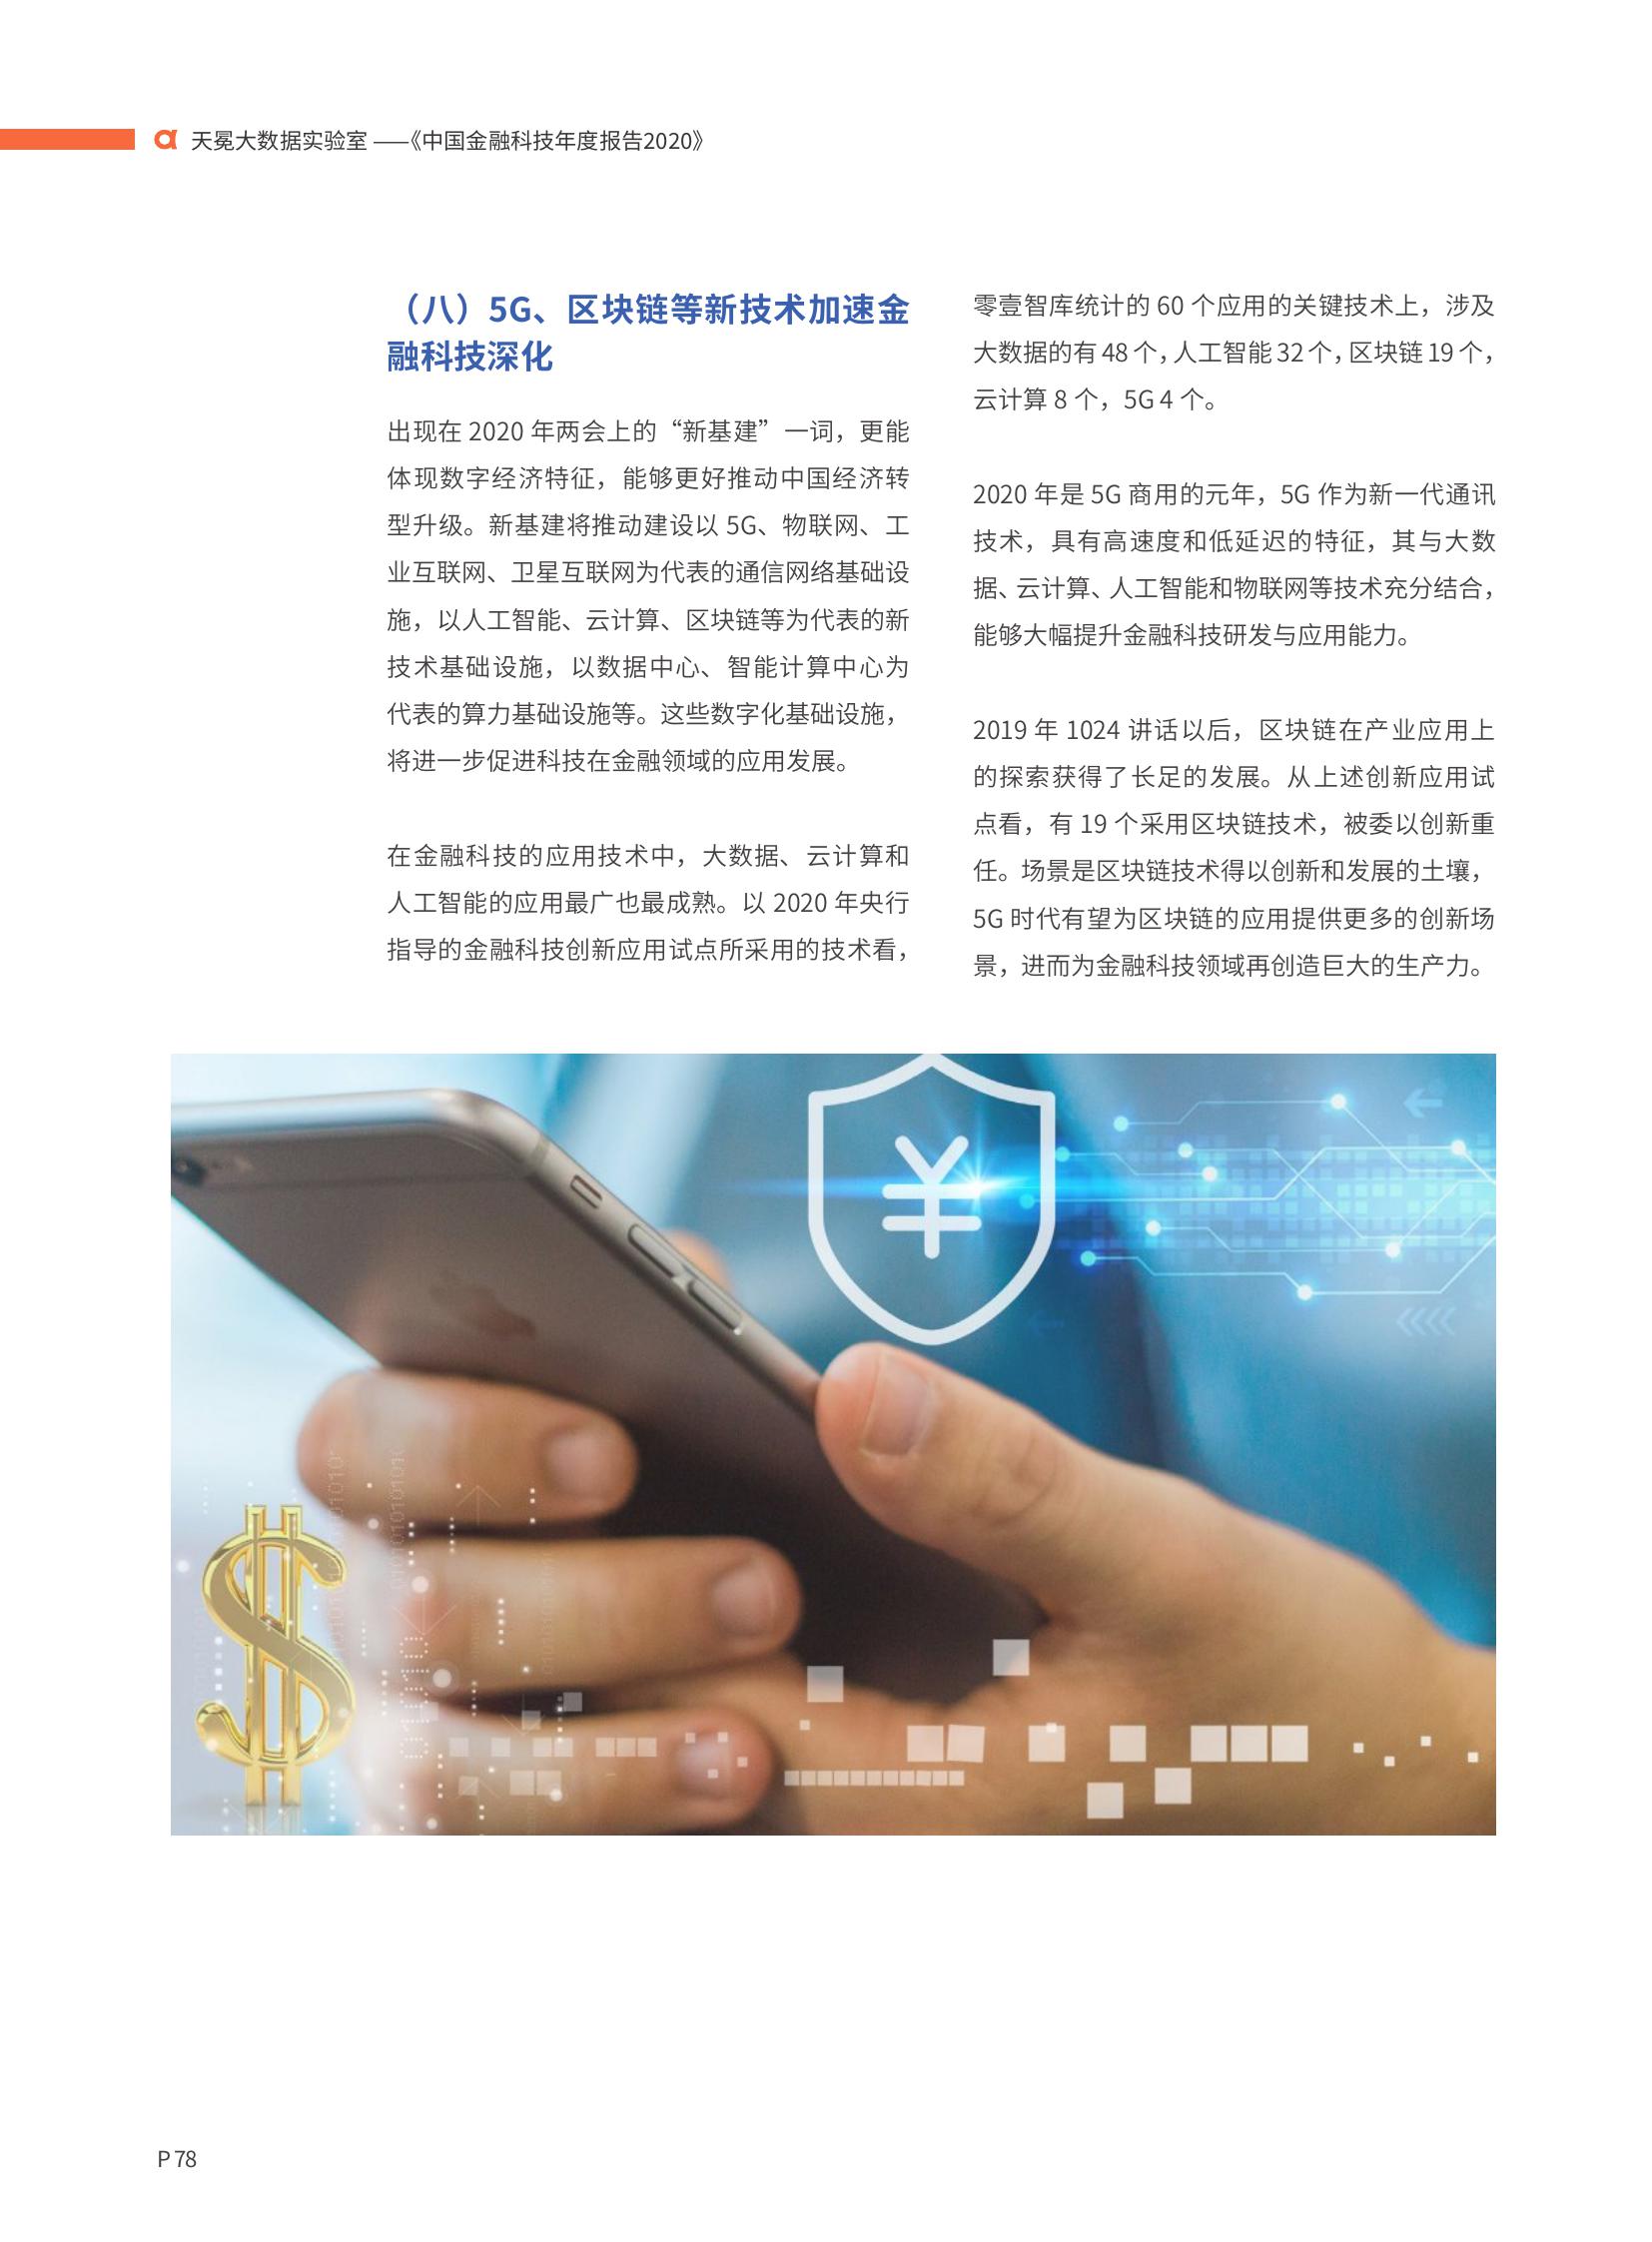 天冕大数据实验室 ——《中国金融科技年度报告2020》
（八）5G、区块链等新技术加速金
融科技深化
出现在 2020 年两会上的“新基建”一词，更能
体现数字经济特征，能够更好推动中国经济转
型升级。新基建将推动建设以 5G、物联网、工
业互联网、卫星互联网为代表的通信网络基础设
施，以人工智能、云计算、区块链等为代表的新
技术基础设施，以数据中心、智能计算中心为
代表的算力基础设施等。这些数字化基础设施，
将进一步促进科技在金融领域的应用发展。
在金融科技的应用技术中，大数据、云计算和
人工智能的应用最广也最成熟。以 2020 年央行
指导的金融科技创新应用试点所采用的技术看，
零壹智库统计的 60 个应用的关键技术上，涉及
大数据的有 48 个，人工智能 32 个，区块链 19 个，
云计算 8 个，5G 4 个。
2020 年是 5G 商用的元年，5G 作为新一代通讯
技术，具有高速度和低延迟的特征，其与大数
据、云计算、人工智能和物联网等技术充分结合，
能够大幅提升金融科技研发与应用能力。
2019 年 1024 讲话以后，区块链在产业应用上
的探索获得了长足的发展。从上述创新应用试
点看，有 19 个采用区块链技术，被委以创新重
任。场景是区块链技术得以创新和发展的土壤，
5G 时代有望为区块链的应用提供更多的创新场
景，进而为金融科技领域再创造巨大的生产力。
¥
$
P 78